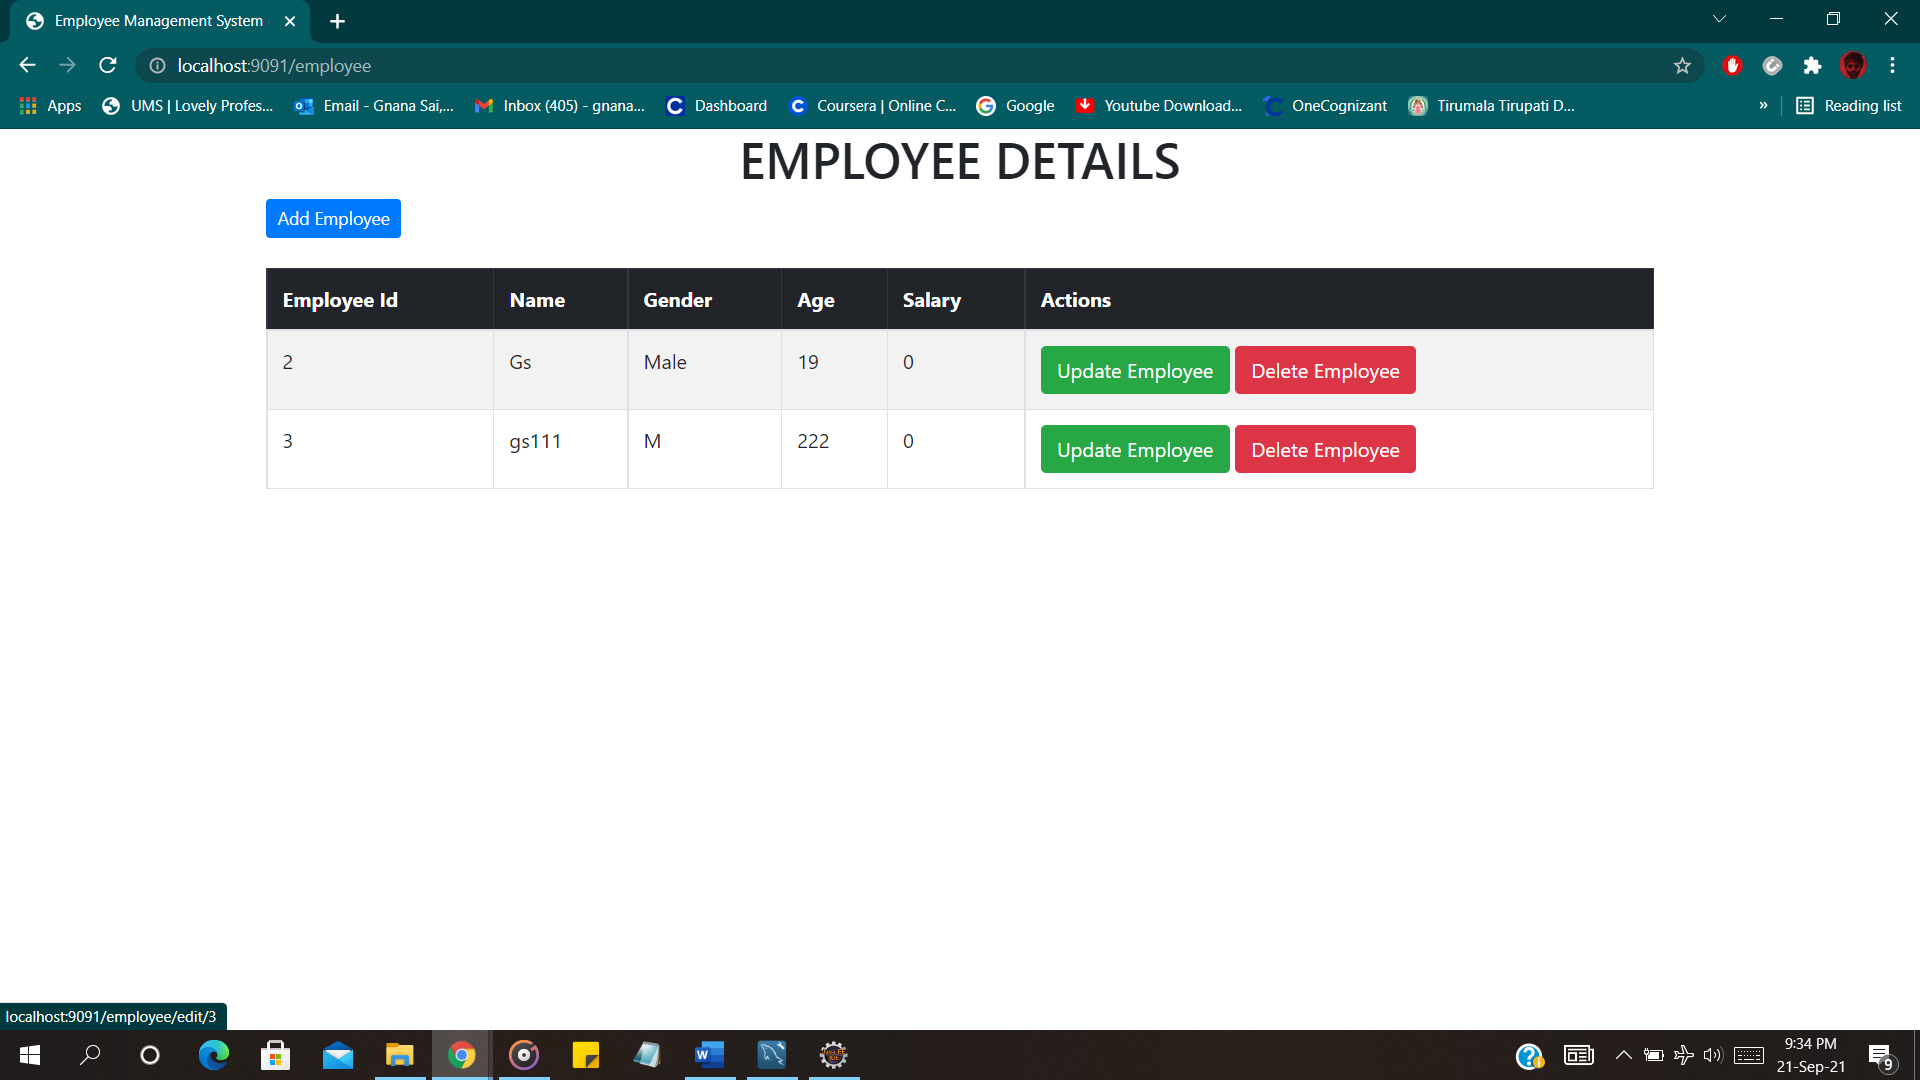 Employee Management System
localhost:9091/employee
Apps UMS | Lovely Profes... Email - Gnana Sai,... Inbox (405) - gnana... Dashboard Coursera | Online C... Google Youtube Download... OneCognizant Tirumala Tirupati D... » Reading list
EMPLOYEE DETAILS
Add Employee
Employee Id Name Gender Age Salary Actions
2 Gs Male 19 0 Update Employee Delete Employee
3 gs111 M 222 0 Update Employee Delete Employee
localhost:9091/employee/edit/3
9:34 PM
21-Sep-21
9